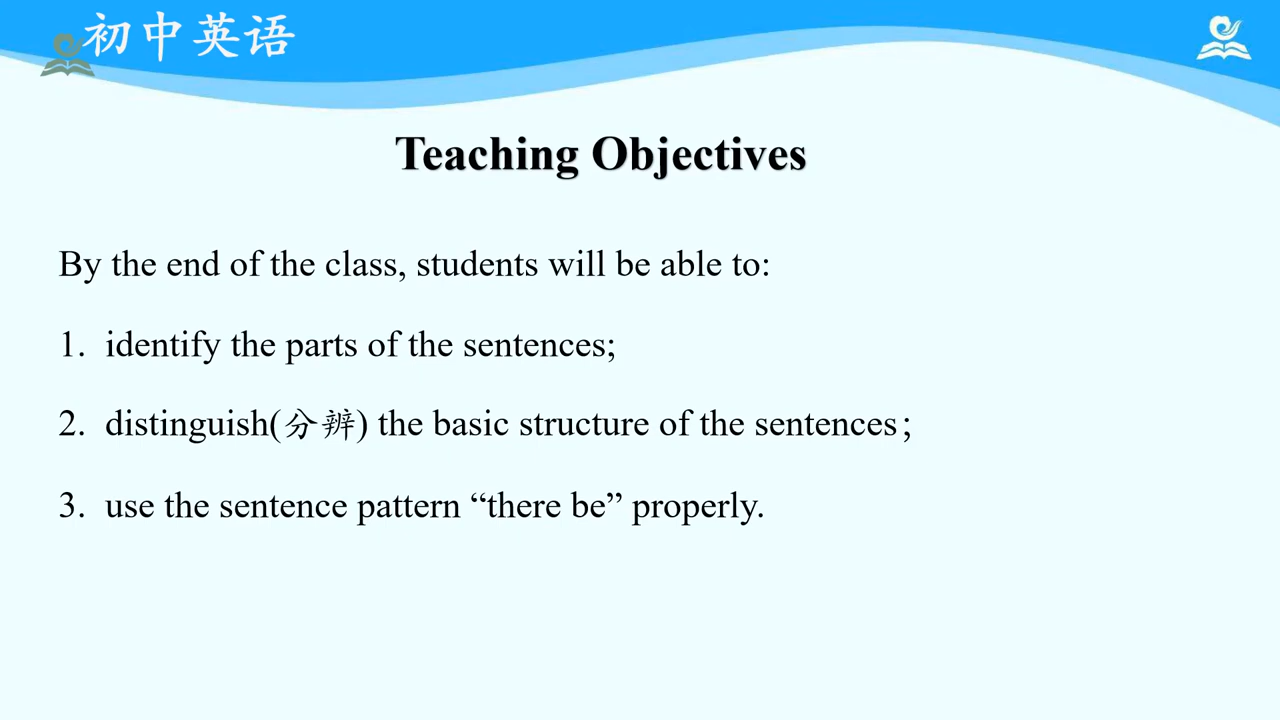 初中英语
Teaching Objectives
By the end of the class, students will be able to:
1. identify the parts of the sentences;
2. distinguish(分辨) the basic structure of the sentences；
3. use the sentence pattern “there be” properly.